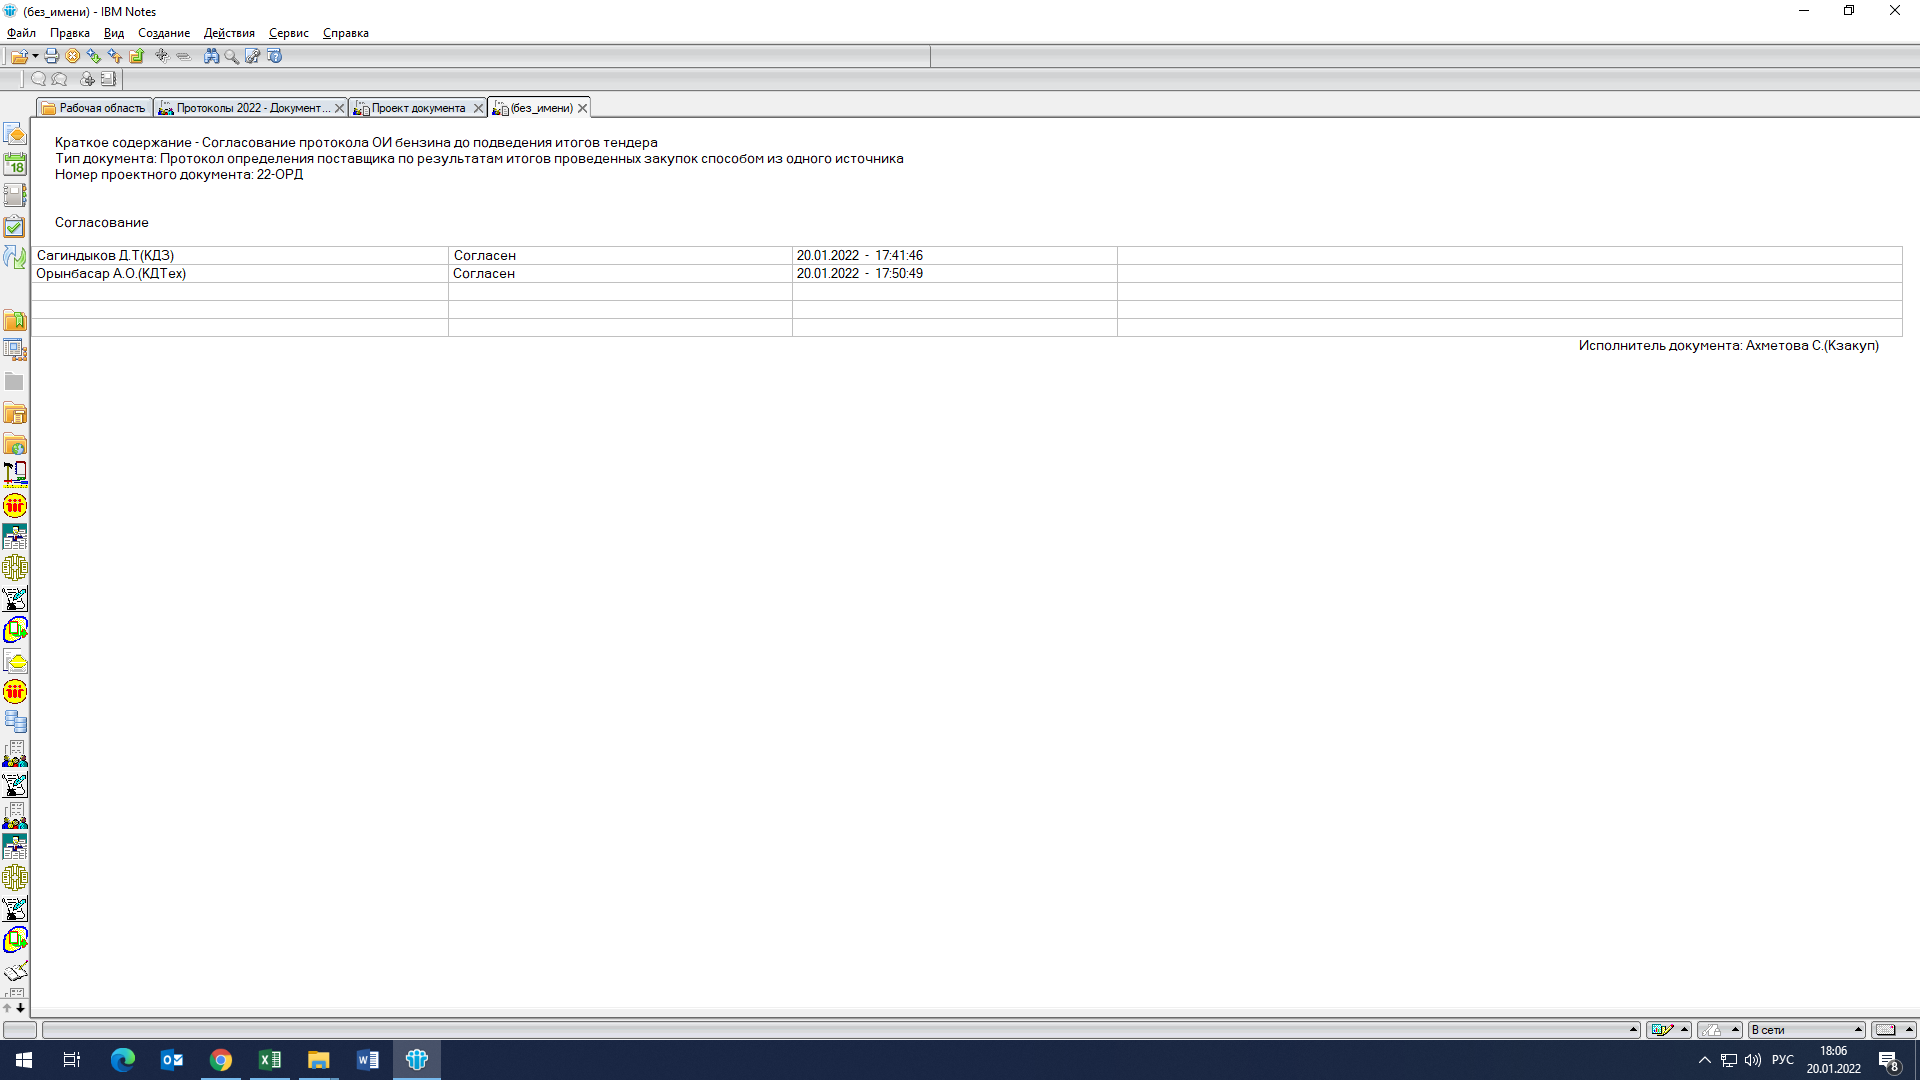 (без_имени) - IBM Notes
Файл Правка Вид Создание Действия Сервис Справка
Рабочая область
Протоколы 2022 - Документ...
Проект документа
(без_имени)
18
Краткое содержание - Согласование протокола ОИ бензина до подведения итогов тендера
Тип документа: Протокол определения поставщика по результатам итогов проведенных закупок способом из одного источника
Номер проектного документа: 22-ОРД
Согласование
Сагиндыков Д.Т(КДЗ) Согласен 20.01.2022 - 17:41:46
Орынбасар А.О.(КДТех) Согласен 20.01.2022 - 17:50:49
Исполнитель документа: Ахметова С.(Кзакуп)
В сети
РУС
18:06
20.01.2022
8